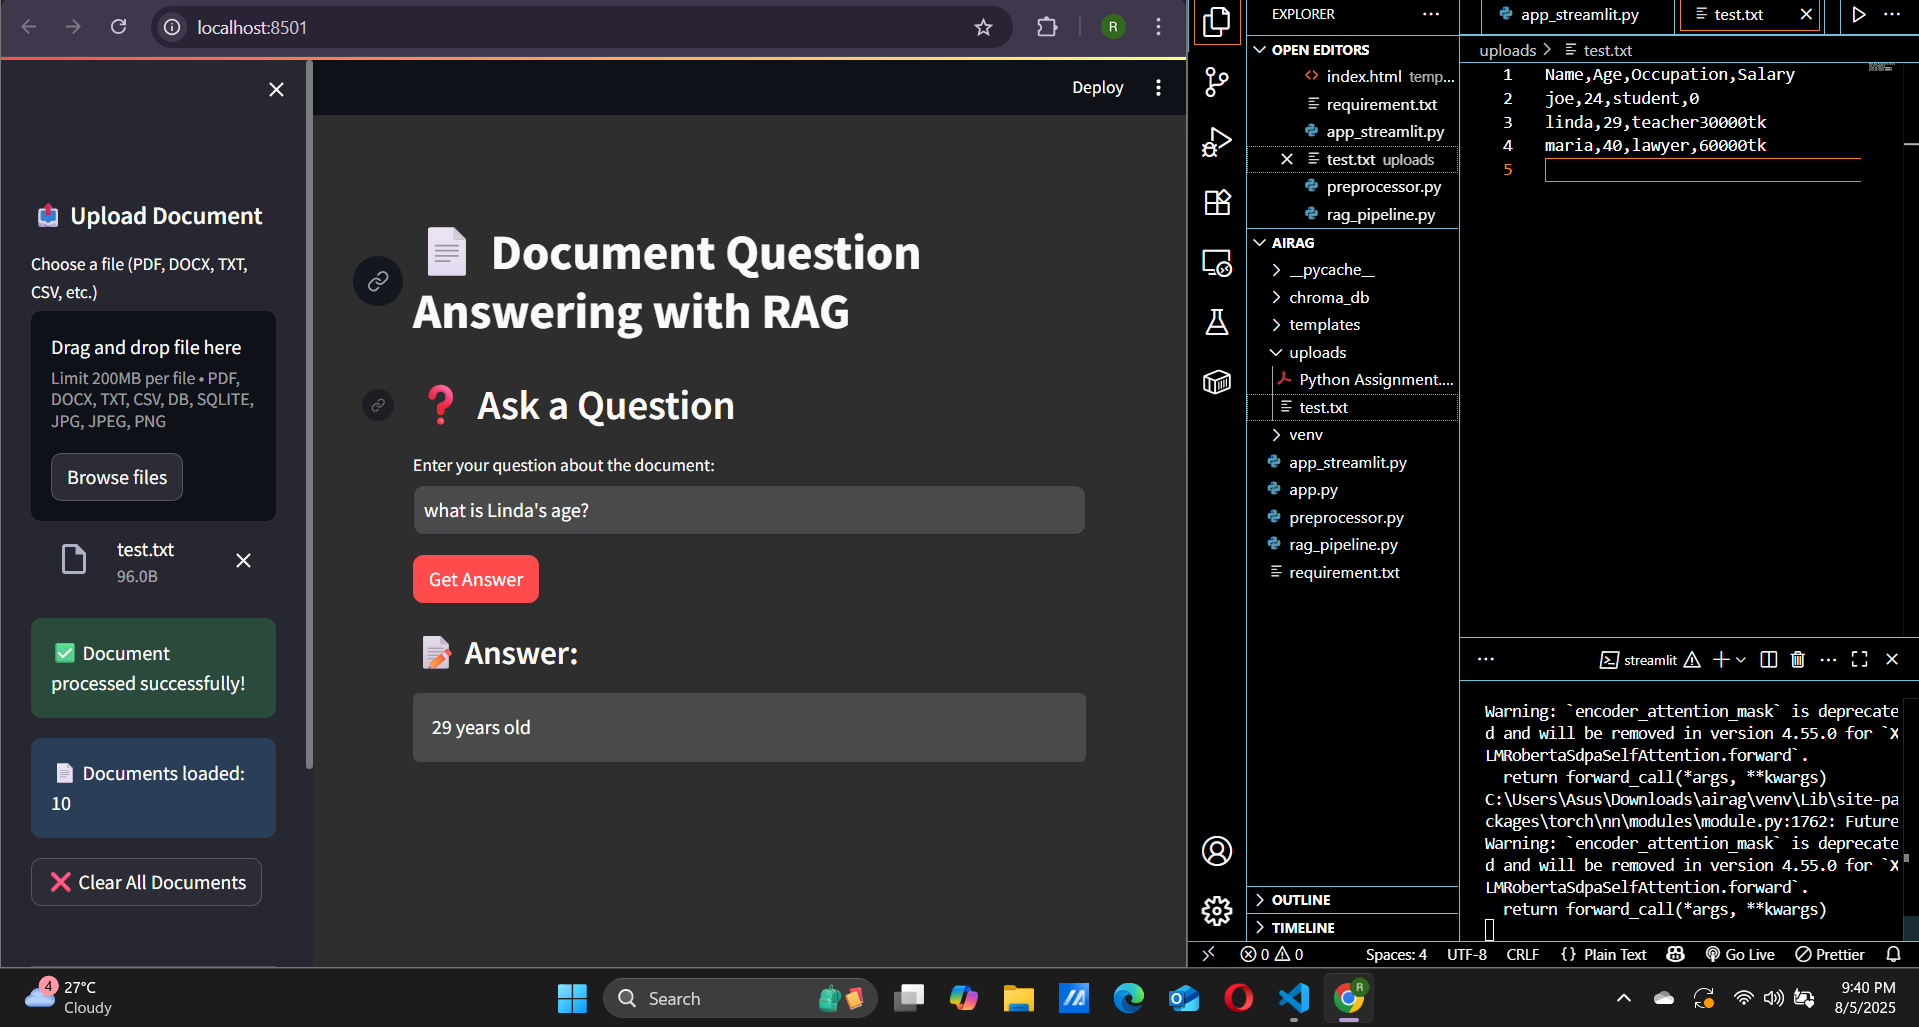 localhost:8501
R
Deploy
Upload Document
Choose a file (PDF, DOCX, TXT,
CSV, etc.)
Drag and drop file here
Limit 200MB per file • PDF,
DOCX, TXT, CSV, DB, SQLITE,
JPG, JPEG, PNG
Browse files
test.txt
96.0B
Document
processed successfully!
Documents loaded:
10
Clear All Documents
Document Question
Answering with RAG
Ask a Question
Enter your question about the document:
what is Linda's age?
Get Answer
Answer:
29 years old
EXPLORER
OPEN EDITORS
index.html temp...
requirement.txt
app_streamlit.py
test.txt uploads
preprocessor.py
rag_pipeline.py
AIRAG
__pycache__
chroma_db
templates
uploads
Python Assignment....
test.txt
venv
app_streamlit.py
app.py
preprocessor.py
rag_pipeline.py
requirement.txt
OUTLINE
TIMELINE
app_streamlit.py
test.txt
uploads > test.txt
1 Name,Age,Occupation,Salary
2 joe,24,student,0
3 linda,29,teacher30000tk
4 maria,40,lawyer,60000tk
5
streamlit
Warning: `encoder_attention_mask` is deprecate
d and will be removed in version 4.55.0 for `X
LMRobertaSdpaSelfAttention.forward`.
return forward_call(*args, **kwargs)
C:\Users\Asus\Downloads\airag\venv\Lib\site-pa
ckages\torch\nn\modules\module.py:1762: Future
Warning: `encoder_attention_mask` is deprecate
d and will be removed in version 4.55.0 for `X
LMRobertaSdpaSelfAttention.forward`.
return forward_call(*args, **kwargs)
0 0
Spaces: 4 UTF-8 CRLF {} Plain Text Go Live Prettier
4
27°C
Cloudy
Search
R
9:40 PM
8/5/2025